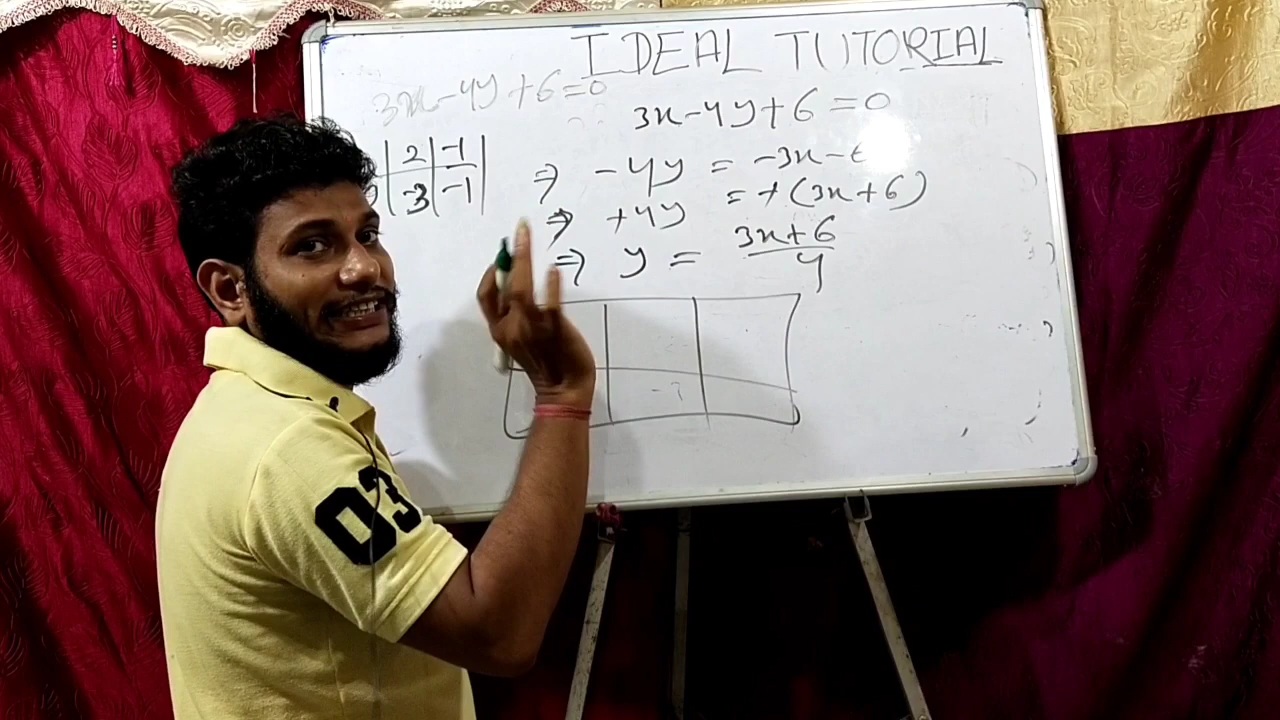 IDEAL TUTORIAL
3x-4y+6=0
3x-4y+6=0
2 -1
-3 -1
⇒ -4y = -3x-
⇒ +4y = +(3x+6)
⇒ y = 3x+6
4
03